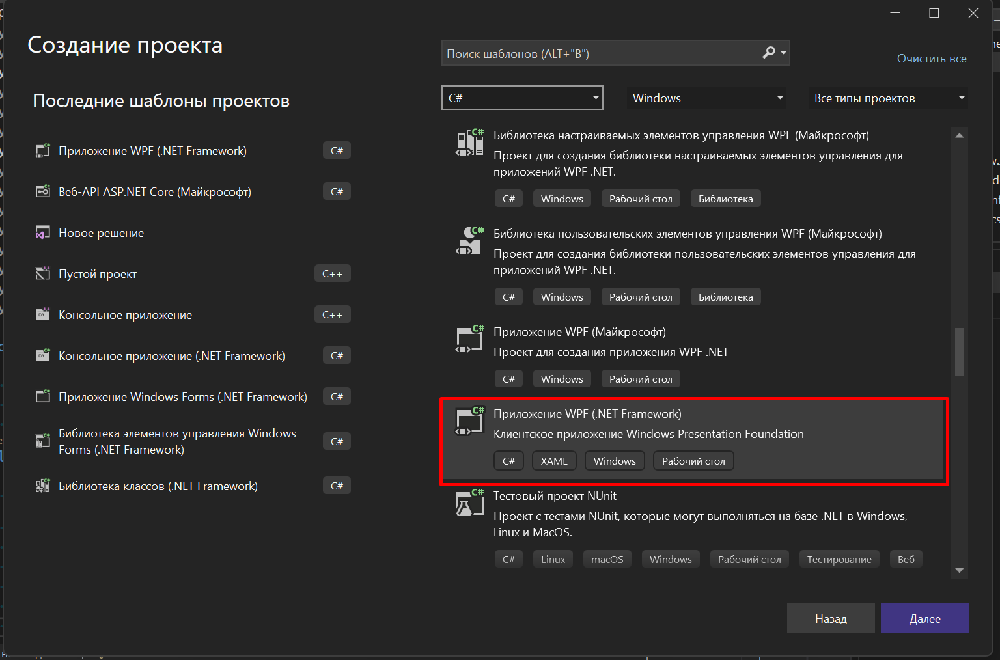 Создание проекта
Поиск шаблонов (ALT+"В")
Очистить все
Последние шаблоны проектов
C#
Windows
Все типы проектов
Приложение WPF (.NET Framework)
C#
Веб-API ASP.NET Core (Майкрософт)
C#
Новое решение
Пустой проект
C++
Консольное приложение
C++
Консольное приложение (.NET Framework)
C#
Приложение Windows Forms (.NET Framework)
C#
Библиотека элементов управления Windows
Forms (.NET Framework)
C#
Библиотека классов (.NET Framework)
C#
Библиотека настраиваемых элементов управления WPF (Майкрософт)
Проект для создания библиотеки настраиваемых элементов управления для
приложений WPF .NET.
C# Windows Рабочий стол Библиотека
Библиотека пользовательских элементов управления WPF (Майкрософт)
Проект для создания библиотеки пользовательских элементов управления для
приложений WPF .NET.
C# Windows Рабочий стол Библиотека
Приложение WPF (Майкрософт)
Проект для создания приложения WPF .NET
C# Windows Рабочий стол
Приложение WPF (.NET Framework)
Клиентское приложение Windows Presentation Foundation
C# XAML Windows Рабочий стол
Тестовый проект NUnit
Проект с тестами NUnit, которые могут выполняться на базе .NET в Windows,
Linux и MacOS.
C# Linux macOS Windows Рабочий стол Тестирование Веб
Назад
Далее